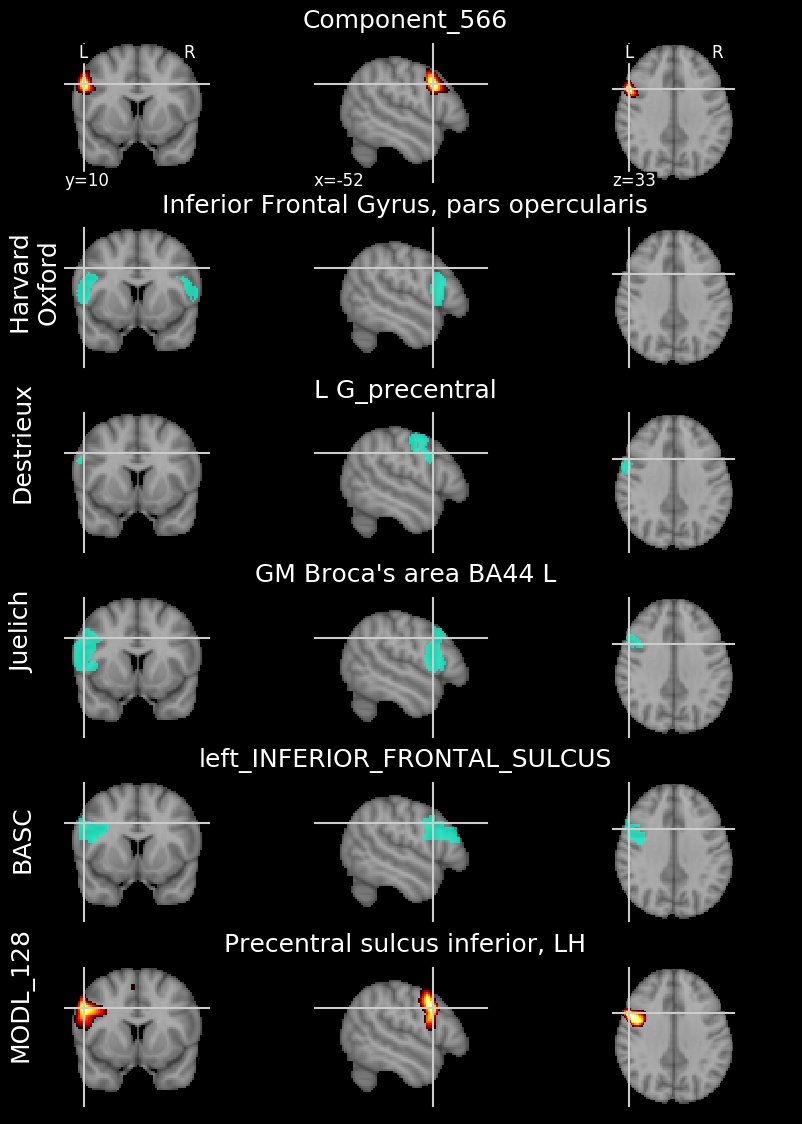 Component_566
L R L R
y=10 x=-52 z=33
Inferior Frontal Gyrus, pars opercularis
Harvard
Oxford
L G_precentral
Destrieux
GM Broca's area BA44 L
Juelich
left_INFERIOR_FRONTAL_SULCUS
BASC
Precentral sulcus inferior, LH
MODL_128